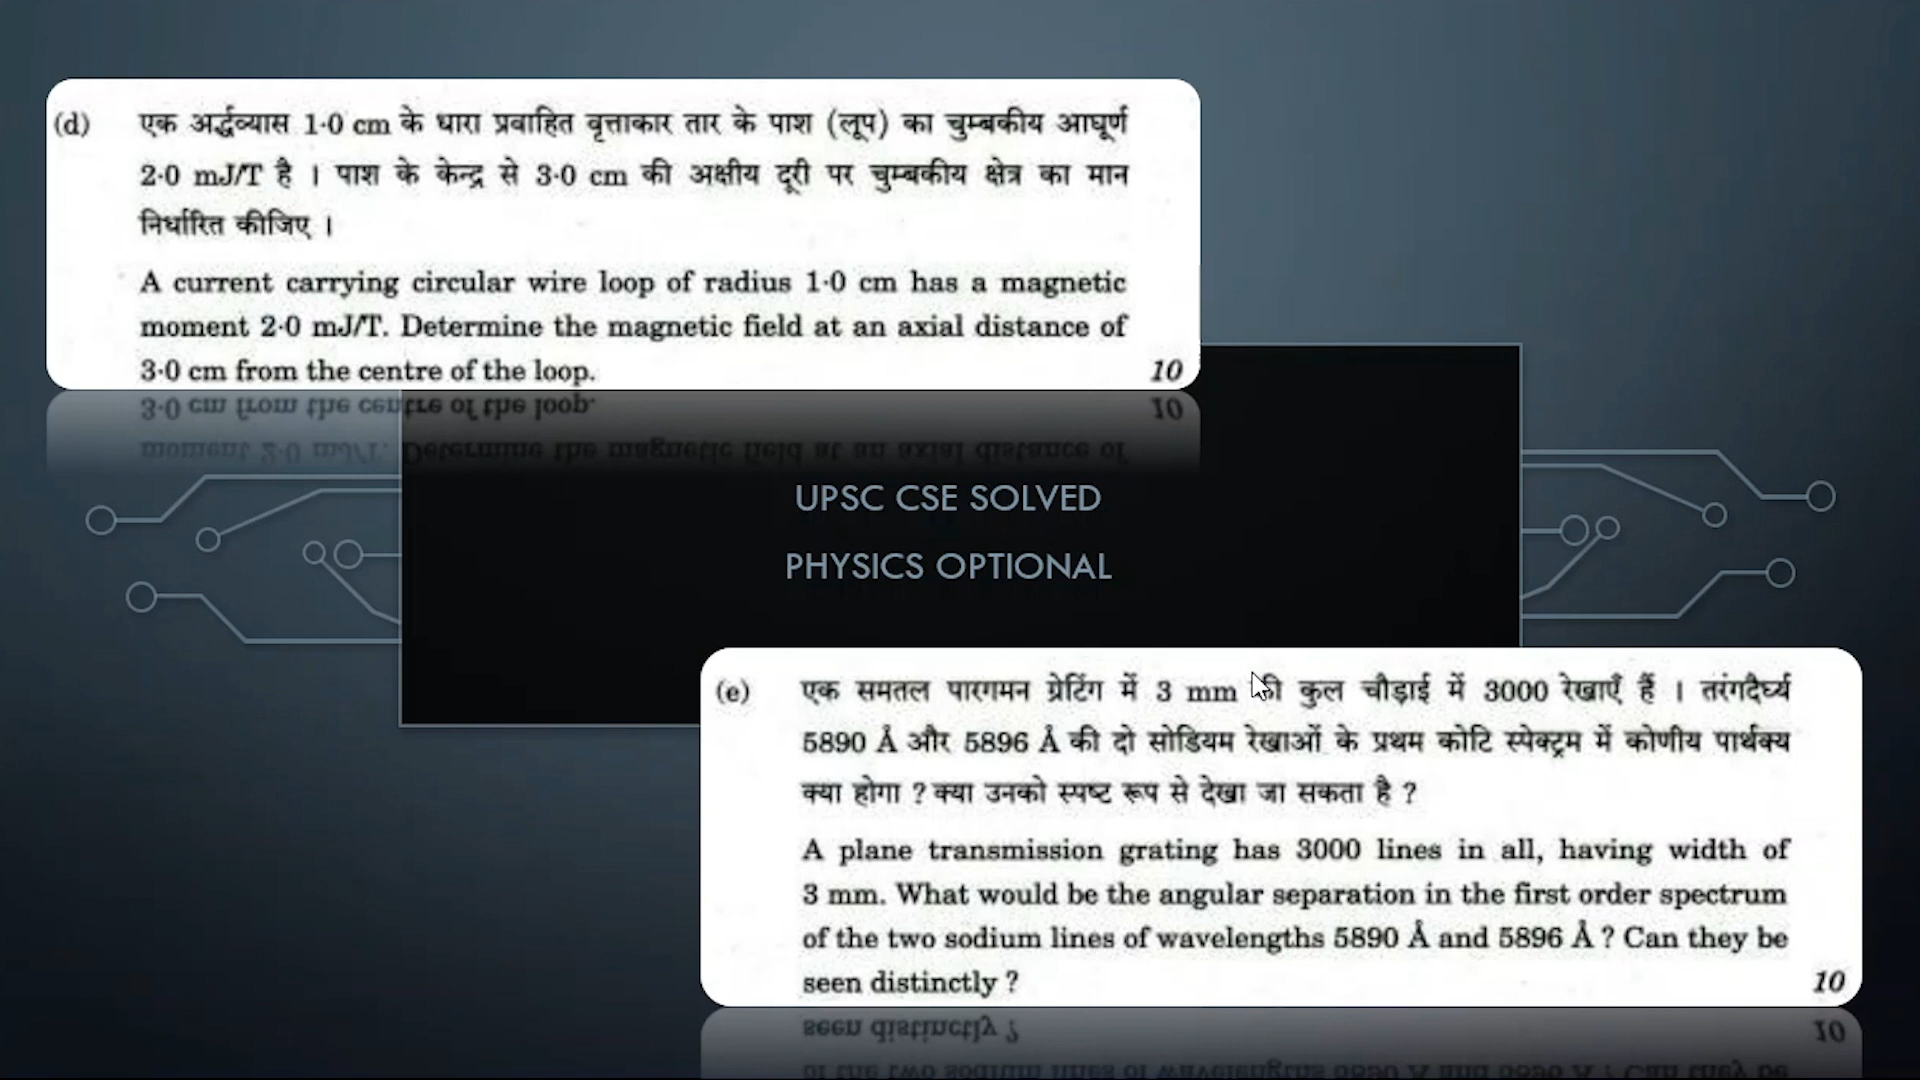 (d) एक अर्द्धव्यास 1·0 cm के धारा प्रवाहित वृत्ताकार तार के पाश (लूप) का चुम्बकीय आघूर्ण
2·0 mJ/T है । पाश के केन्द्र से 3·0 cm की अक्षीय दूरी पर चुम्बकीय क्षेत्र का मान
निर्धारित कीजिए ।
A current carrying circular wire loop of radius 1·0 cm has a magnetic
moment 2·0 mJ/T. Determine the magnetic field at an axial distance of
3·0 cm from the centre of the loop. 10
UPSC CSE SOLVED
PHYSICS OPTIONAL
(e) एक समतल पारगमन ग्रेटिंग में 3 mm की कुल चौड़ाई में 3000 रेखाएँ हैं । तरंगदैर्घ्य
5890 Å और 5896 Å की दो सोडियम रेखाओं के प्रथम कोटि स्पेक्ट्रम में कोणीय पार्थक्य
क्या होगा ? क्या उनको स्पष्ट रूप से देखा जा सकता है ?
A plane transmission grating has 3000 lines in all, having width of
3 mm. What would be the angular separation in the first order spectrum
of the two sodium lines of wavelengths 5890 Å and 5896 Å ? Can they be
seen distinctly ? 10